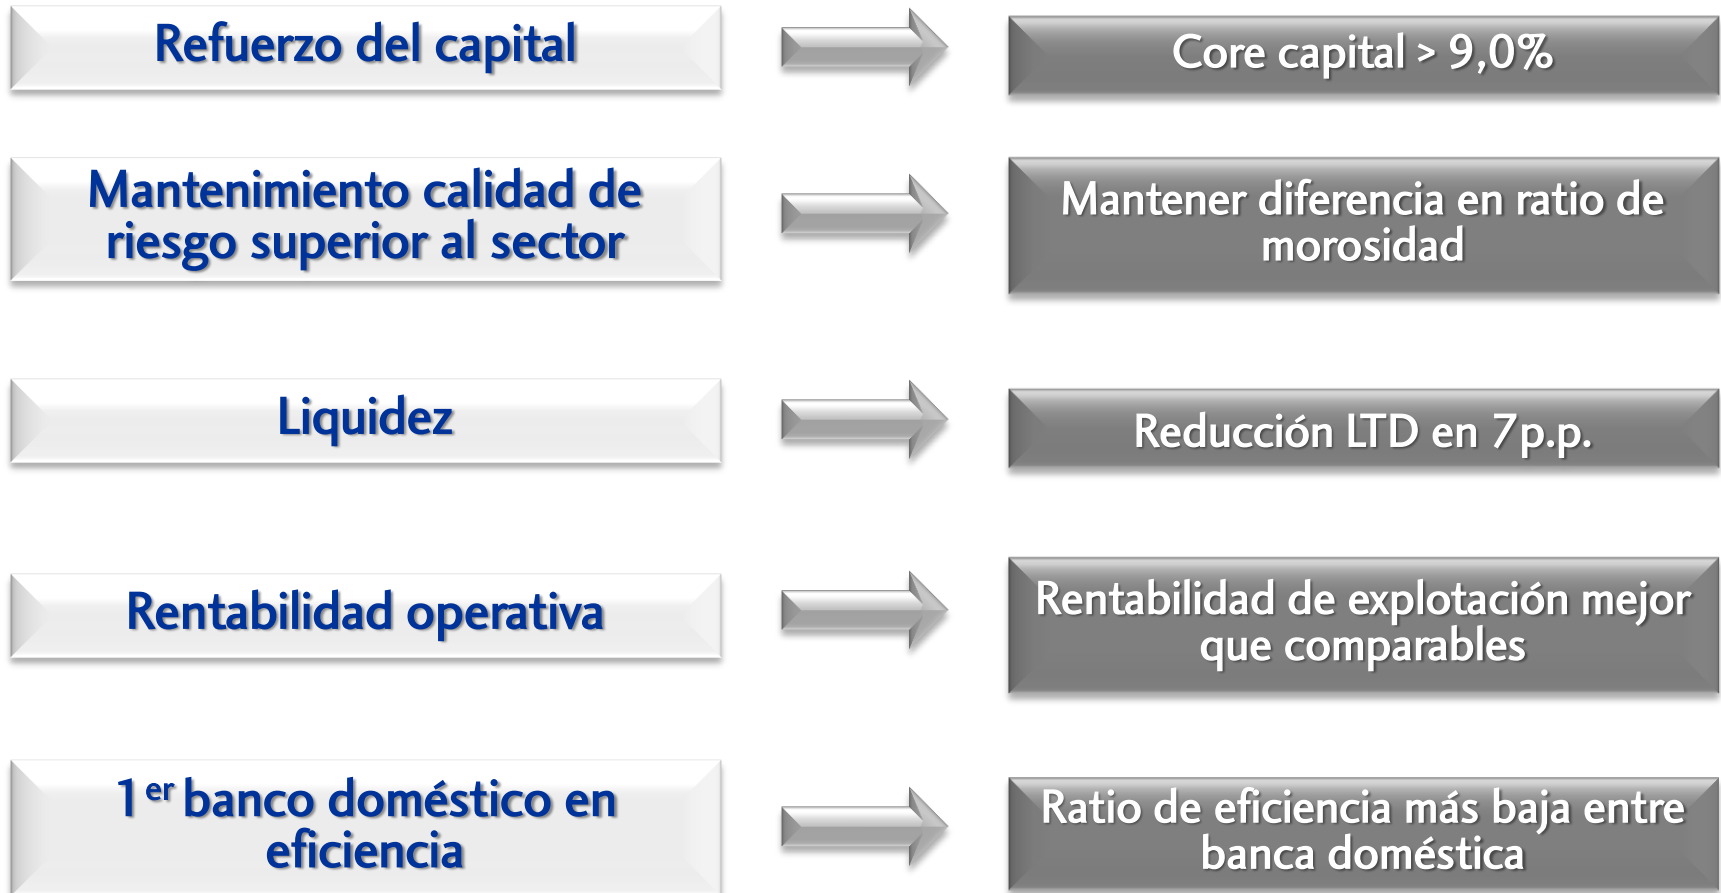 Refuerzo del capital
Core capital > 9,0%
Mantenimiento calidad de
riesgo superior al sector
Mantener diferencia en ratio de
morosidad
Liquidez
Reducción LTD en 7p.p.
Rentabilidad operativa
Rentabilidad de explotación mejor
que comparables
1er banco doméstico en
eficiencia
Ratio de eficiencia más baja entre
banca doméstica